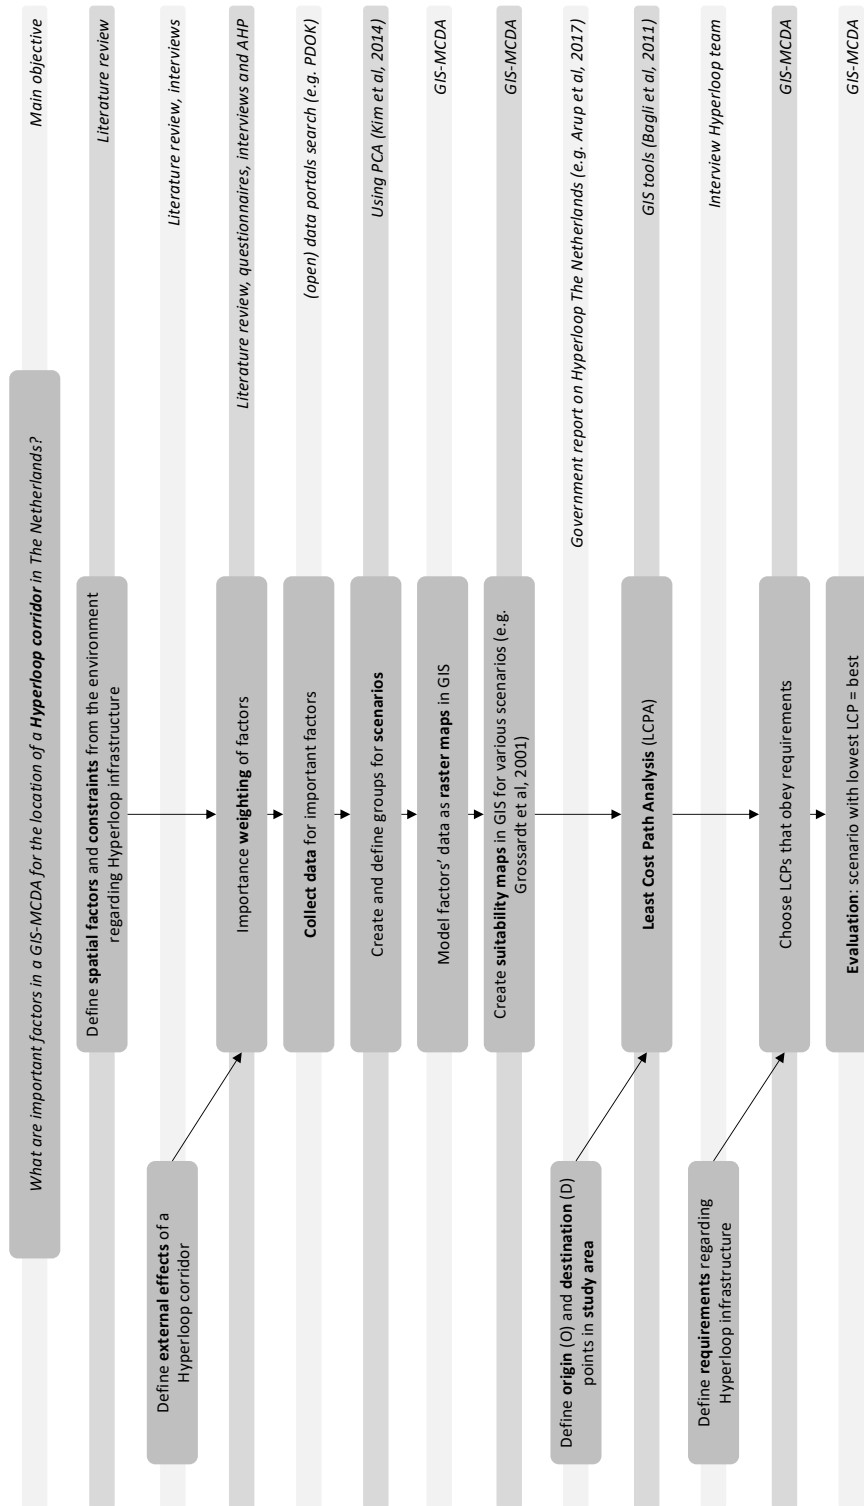 What are important factors in a GIS-MCDA for the location of a Hyperloop corridor in The Netherlands?
Main objective
Define spatial factors and constraints from the environment
regarding Hyperloop infrastructure
Literature review
Define external effects of a
Hyperloop corridor
Literature review, interviews
Importance weighting of factors
Literature review, questionnaires, interviews and AHP
Collect data for important factors
(open) data portals search (e.g. PDOK)
Create and define groups for scenarios
Using PCA (Kim et al, 2014)
Model factors' data as raster maps in GIS
GIS-MCDA
Create suitability maps in GIS for various scenarios (e.g.
Grossardt et al, 2001)
GIS-MCDA
Define origin (O) and destination (D)
points in study area
Government report on Hyperloop The Netherlands (e.g. Arup et al, 2017)
Least Cost Path Analysis (LCPA)
GIS tools (Bagli et al, 2011)
Define requirements regarding
Hyperloop infrastructure
Interview Hyperloop team
Choose LCPs that obey requirements
GIS-MCDA
Evaluation: scenario with lowest LCP = best
GIS-MCDA